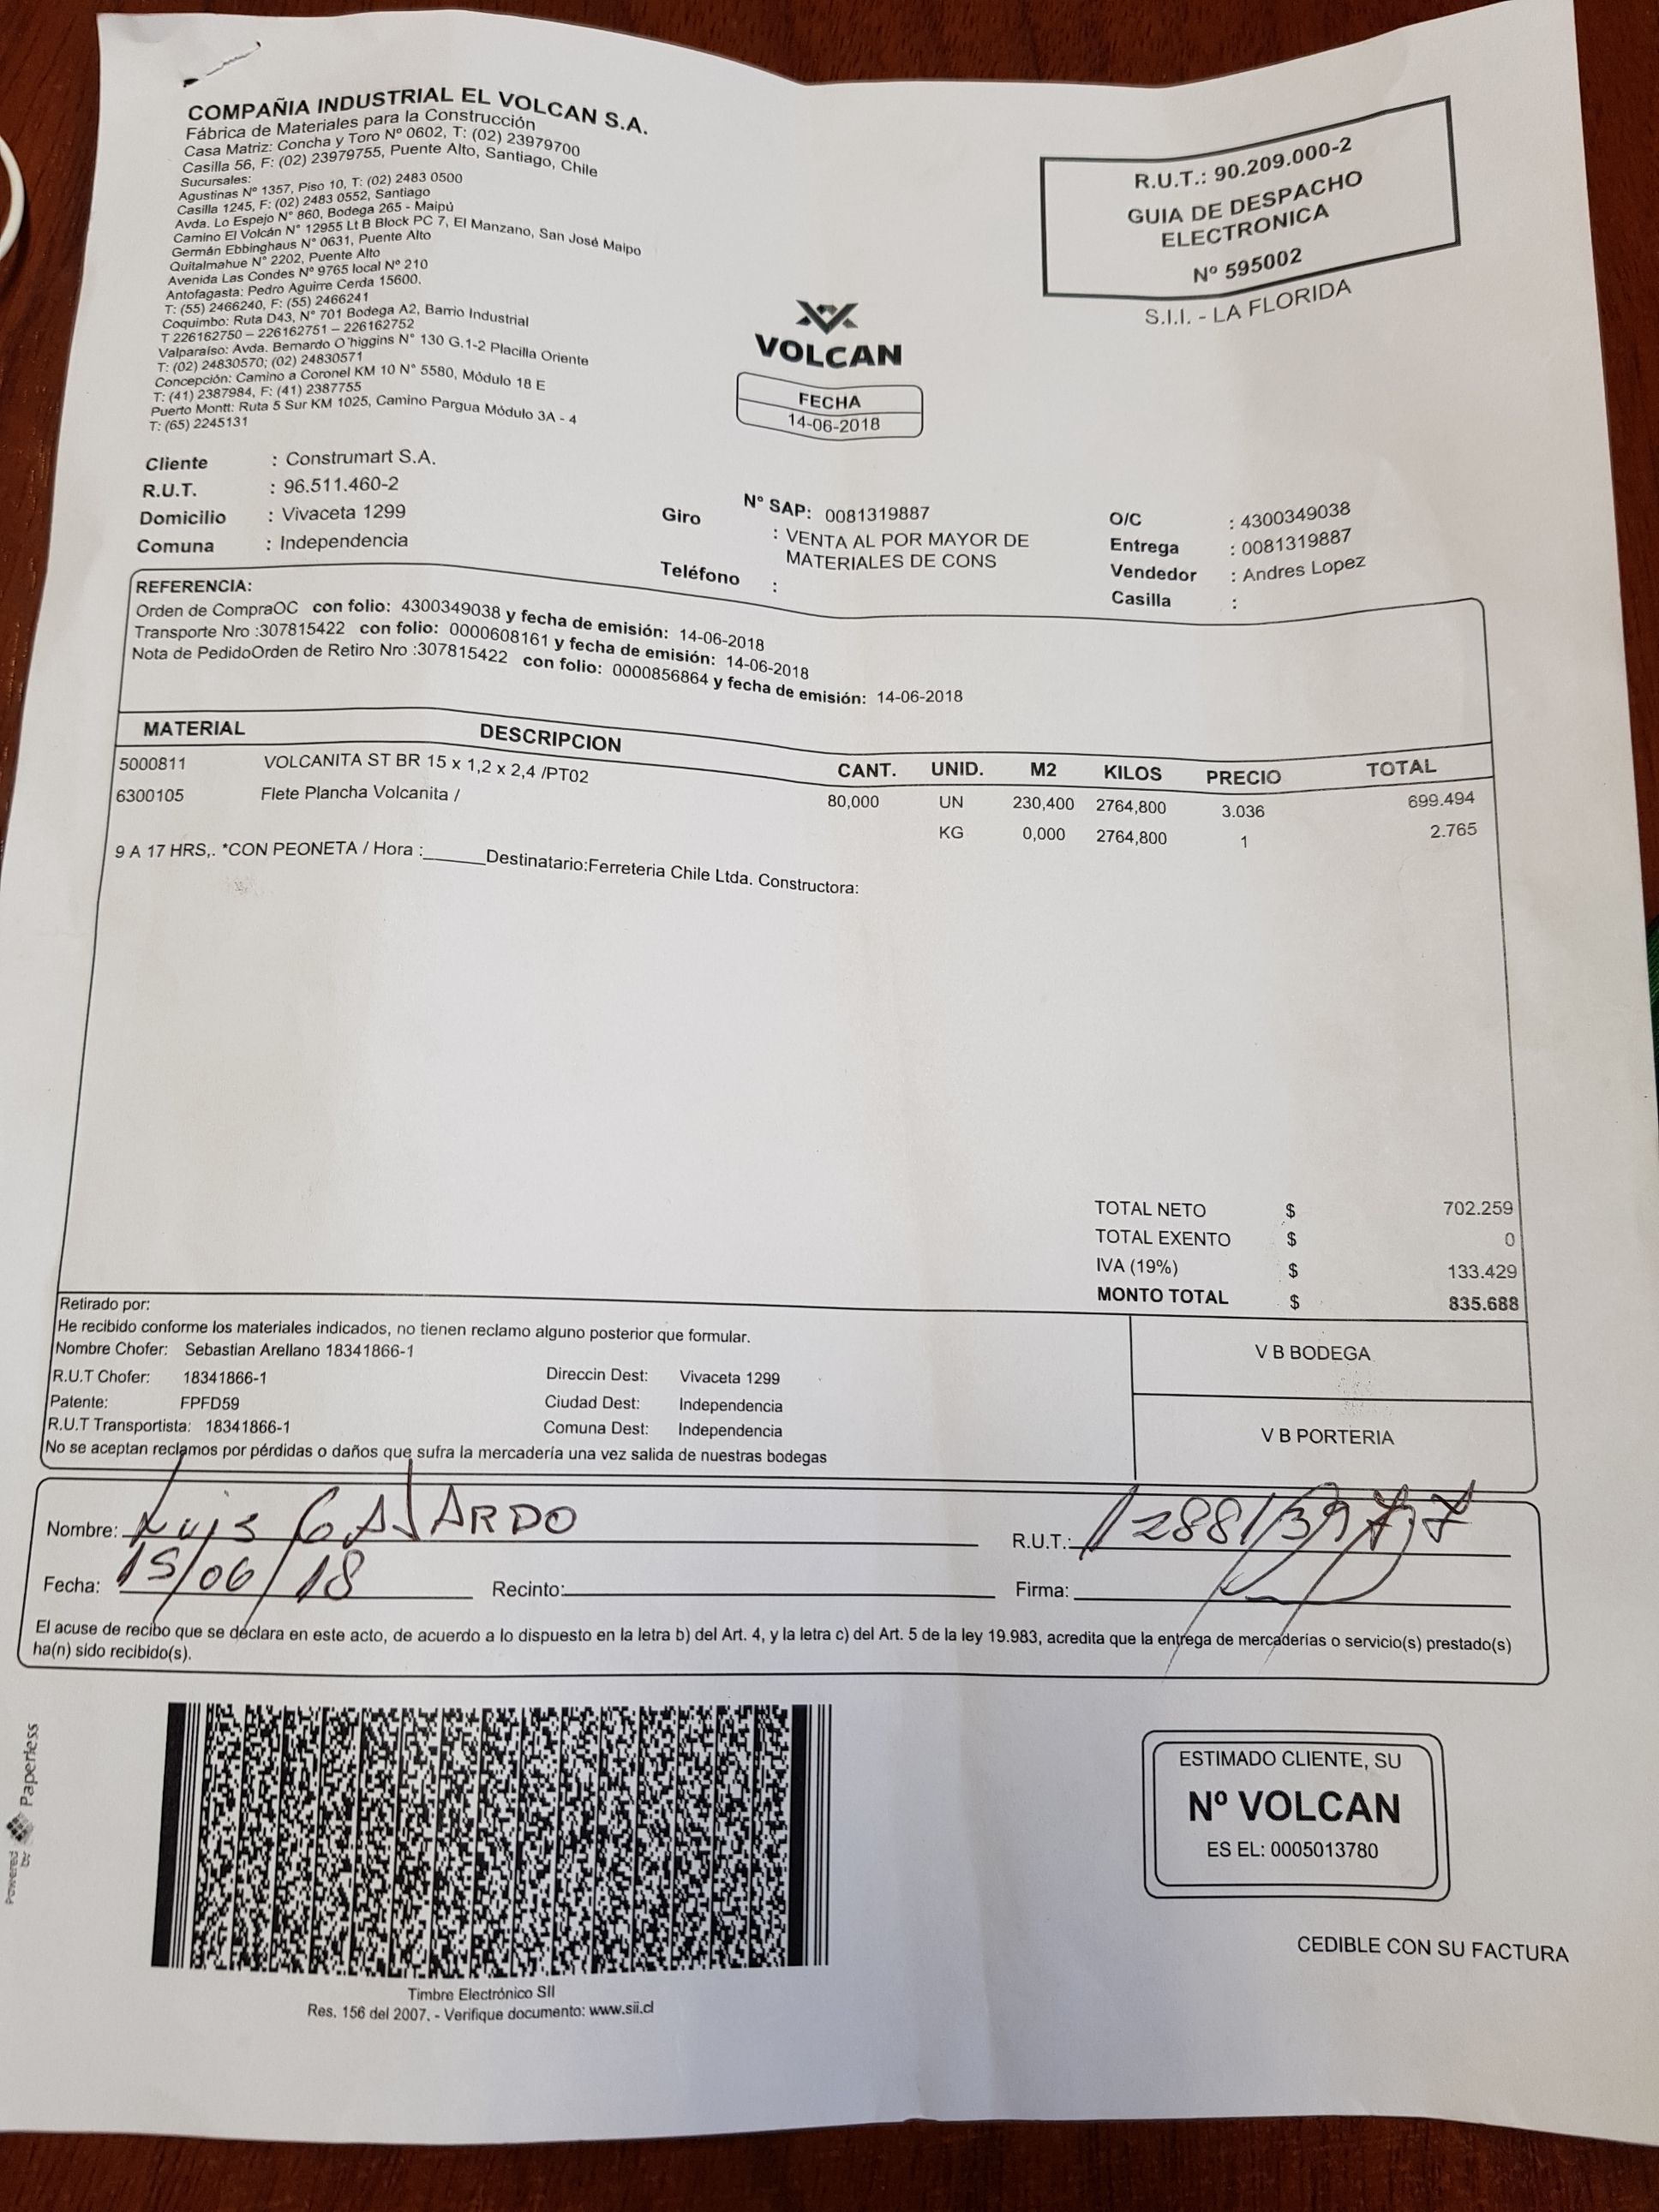 COMPAÑIA INDUSTRIAL EL VOLCAN S.A.
Fábrica de Materiales para la Construcción
Casa Matriz: Concha y Toro Nº 0602, T: (02) 23979700
Casilla 56, F: (02) 23979755, Puente Alto, Santiago, Chile
Sucursales:
Agustinas Nº 1357, Piso 10, T: (02) 2483 0500
Casilla 1245, F: (02) 2483 0552, Santiago
Avda. Lo Espejo N° 860, Bodega 265 - Maipú
Camino El Volcán N° 12955 Lt B Block PC 7, El Manzano, San José Maipo
Germán Ebbinghaus N° 0631, Puente Alto
Quitalmahue N° 2202, Puente Alto
Avenida Las Condes Nº 9765 local Nº 210
Antofagasta: Pedro Aguirre Cerda 15600.
T: (55) 2466240, F: (55) 2466241
Coquimbo: Ruta D43, N° 701 Bodega A2, Barrio Industrial
T 226162750 – 226162751 – 226162752
Valparaíso: Avda. Bernardo O´higgins N° 130 G.1-2 Placilla Oriente
T: (02) 24830570; (02) 24830571
Concepción: Camino a Coronel KM 10 N° 5580, Módulo 18 E
T: (41) 2387984, F: (41) 2387755
Puerto Montt: Ruta 5 Sur KM 1025, Camino Pargua Módulo 3A - 4
T: (65) 2245131
R.U.T.: 90.209.000-2
GUIA DE DESPACHO
ELECTRONICA
Nº 595002
S.I.I. - LA FLORIDA
VOLCAN
FECHA
14-06-2018
Cliente : Construmart S.A.
R.U.T. : 96.511.460-2
Domicilio : Vivaceta 1299
Comuna : Independencia
N° SAP: 0081319887
Giro : VENTA AL POR MAYOR DE
MATERIALES DE CONS
Teléfono :
O/C : 4300349038
Entrega : 0081319887
Vendedor : Andres Lopez
Casilla :
REFERENCIA:
Orden de CompraOC con folio: 4300349038 y fecha de emisión: 14-06-2018
Transporte Nro :307815422 con folio: 0000608161 y fecha de emisión: 14-06-2018
Nota de PedidoOrden de Retiro Nro :307815422 con folio: 0000856864 y fecha de emisión: 14-06-2018
MATERIAL DESCRIPCION CANT. UNID. M2 KILOS PRECIO TOTAL
5000811 VOLCANITA ST BR 15 x 1,2 x 2,4 /PT02 80,000 UN 230,400 2764,800 3.036 699.494
6300105 Flete Plancha Volcanita / KG 0,000 2764,800 1 2.765
9 A 17 HRS,. *CON PEONETA / Hora :______Destinatario:Ferreteria Chile Ltda. Constructora:
TOTAL NETO $ 702.259
TOTAL EXENTO $ 0
IVA (19%) $ 133.429
MONTO TOTAL $ 835.688
Retirado por:
He recibido conforme los materiales indicados, no tienen reclamo alguno posterior que formular.
Nombre Chofer: Sebastian Arellano 18341866-1
R.U.T Chofer: 18341866-1 Direccin Dest: Vivaceta 1299
Patente: FPFD59 Ciudad Dest: Independencia
R.U.T Transportista: 18341866-1 Comuna Dest: Independencia
No se aceptan reclamos por pérdidas o daños que sufra la mercadería una vez salida de nuestras bodegas
V B BODEGA
V B PORTERIA
Nombre: Luis GAJARDO R.U.T.:
Fecha: 15/06/18 Recinto: Firma:
El acuse de recibo que se declara en este acto, de acuerdo a lo dispuesto en la letra b) del Art. 4, y la letra c) del Art. 5 de la ley 19.983, acredita que la entrega de mercaderías o servicio(s) prestado(s)
ha(n) sido recibido(s).
Powered by Paperless
Timbre Electrónico SII
Res. 156 del 2007. - Verifique documento: www.sii.cl
ESTIMADO CLIENTE, SU
Nº VOLCAN
ES EL: 0005013780
CEDIBLE CON SU FACTURA